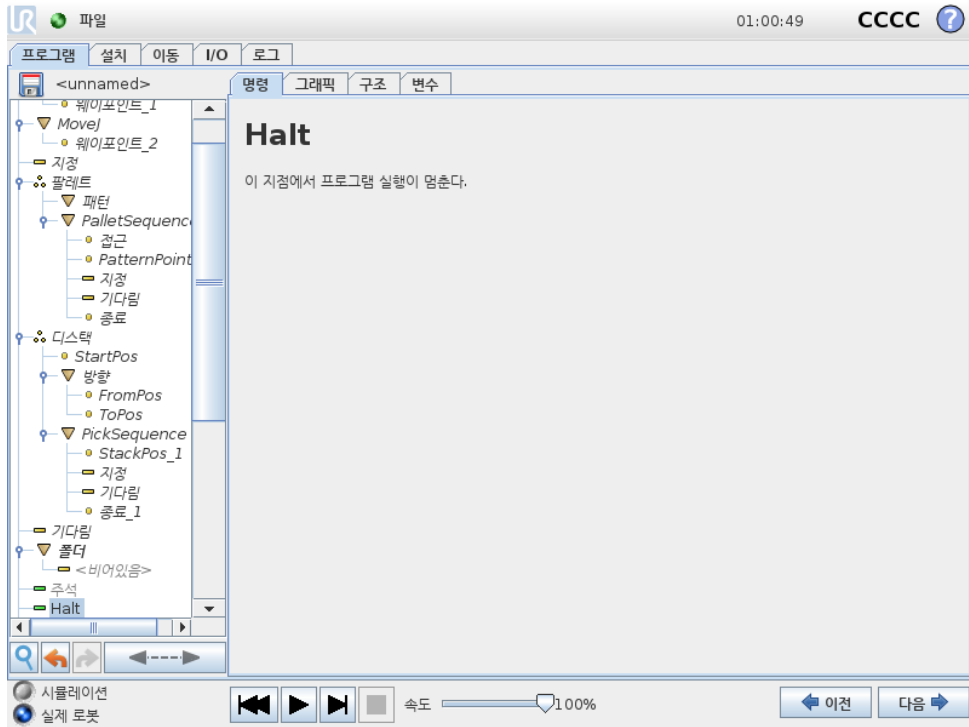 UR 파일 01:00:49 CCCC ?
프로그램 설치 이동 I/O 로그
<unnamed> 명령 그래픽 구조 변수
웨이포인트_1
MoveJ
웨이포인트_2
지정
팔레트
패턴
PalletSequenc
접근
PatternPoint
지정
기다림
종료
디스택
StartPos
방향
FromPos
ToPos
PickSequence
StackPos_1
지정
기다림
종료_1
기다림
폴더
<비어있음>
주석
Halt
Halt
이 지점에서 프로그램 실행이 멈춘다.
시뮬레이션
실제 로봇
속도 100% 이전 다음